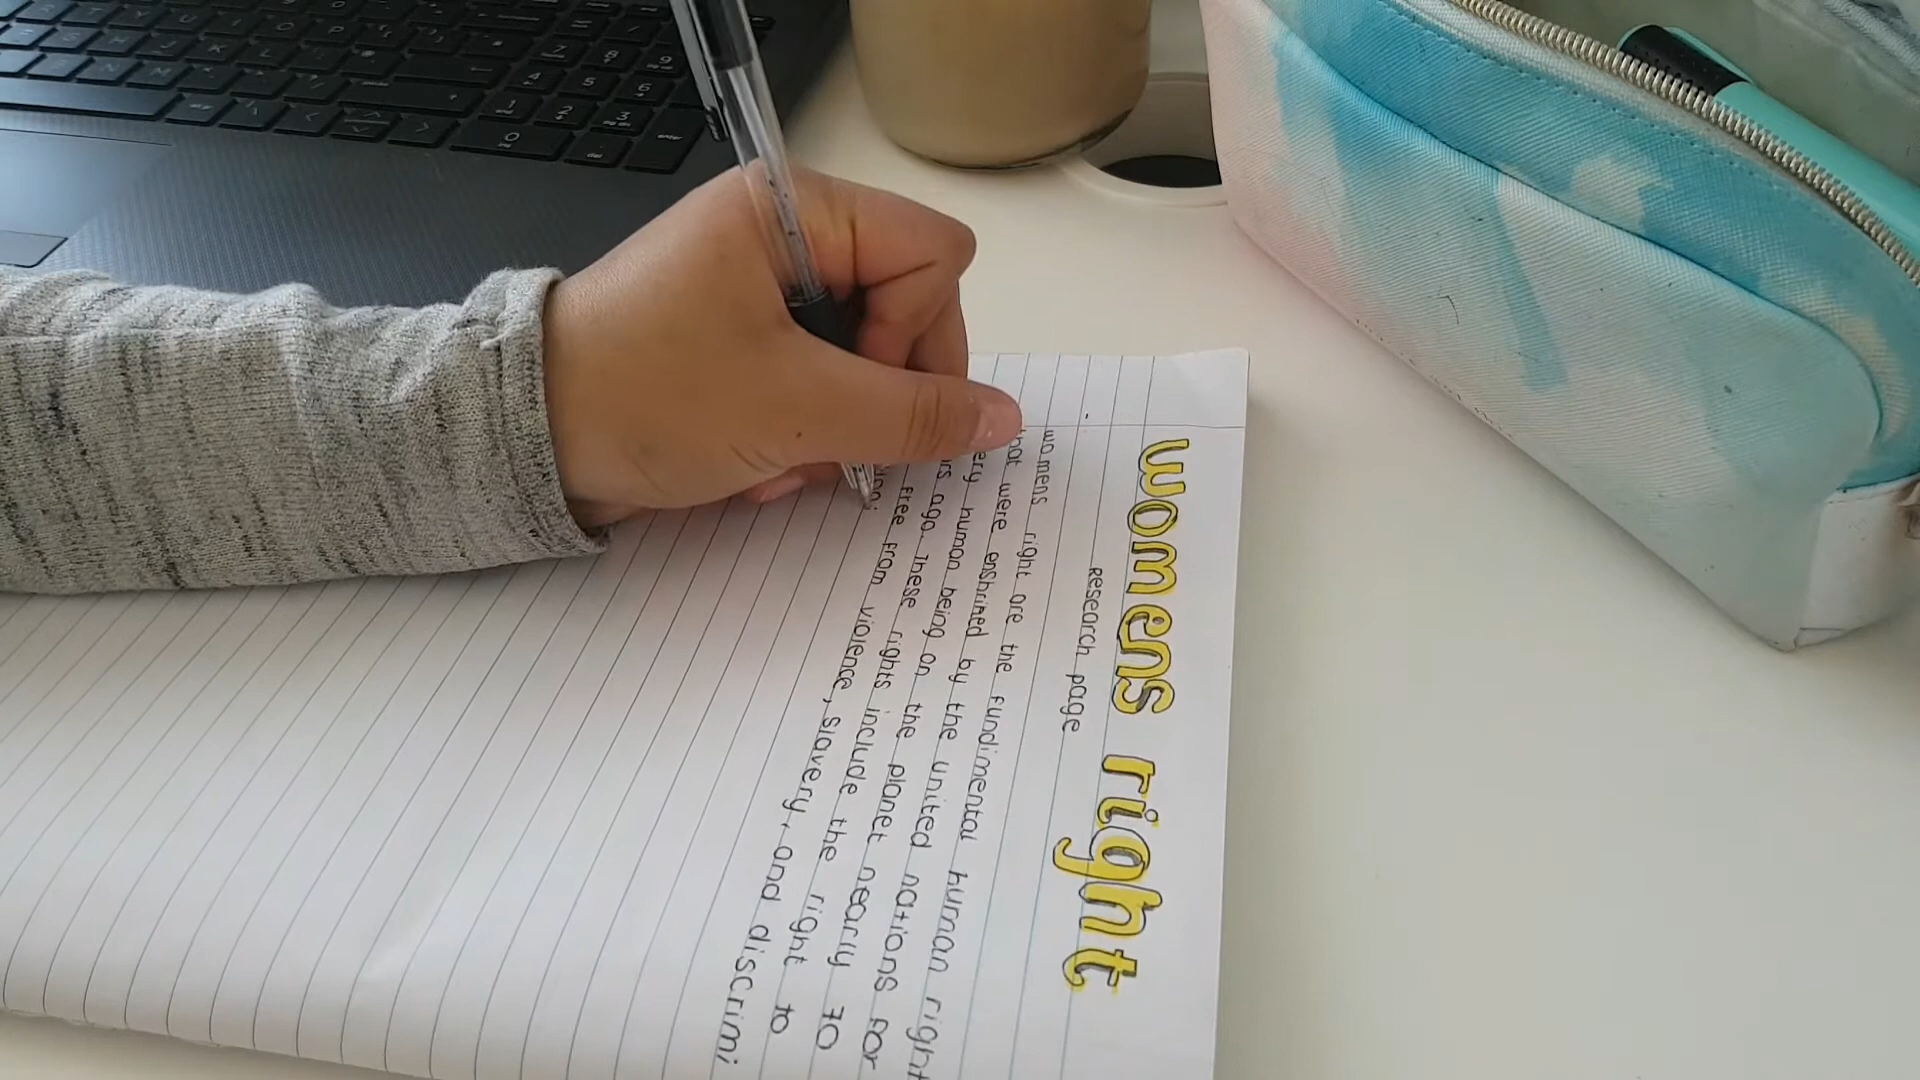 womens right
Research page
womens right are the fundimental human right
that were enshrined by the united nations for
ery human being on the planet nearly 70
rs ago. These rights include the right to
free from violence, slavery, and discrimi